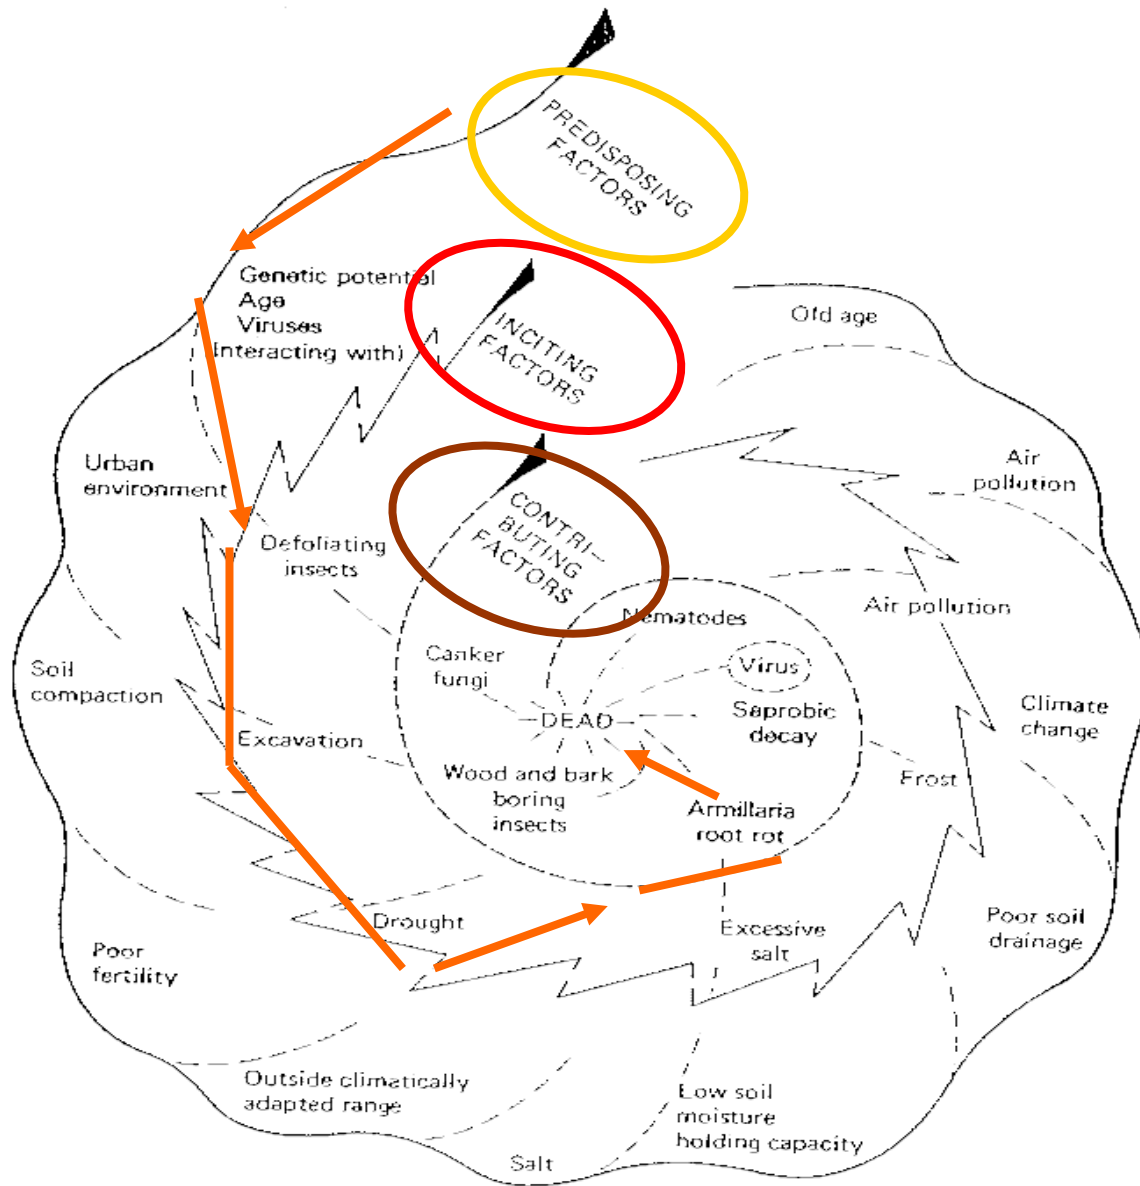 PREDISPOSING
FACTORS
Genetic potential
Age
Viruses
(Interacting with)
INCITING
FACTORS
Old age
Urban
environment
Defoliating
insects
CONTRI-
BUTING
FACTORS
Air
pollution
Air pollution
Nematodes
Canker
fungi
Virus
Soil
compaction
DEAD
Saprobic
decay
Climate
change
Excavation
Wood and bark
boring
insects
Frost
Armillaria
root rot
Drought
Excessive
salt
Poor soil
drainage
Poor
fertility
Outside climatically
adapted range
Low soil
moisture
holding capacity
Salt